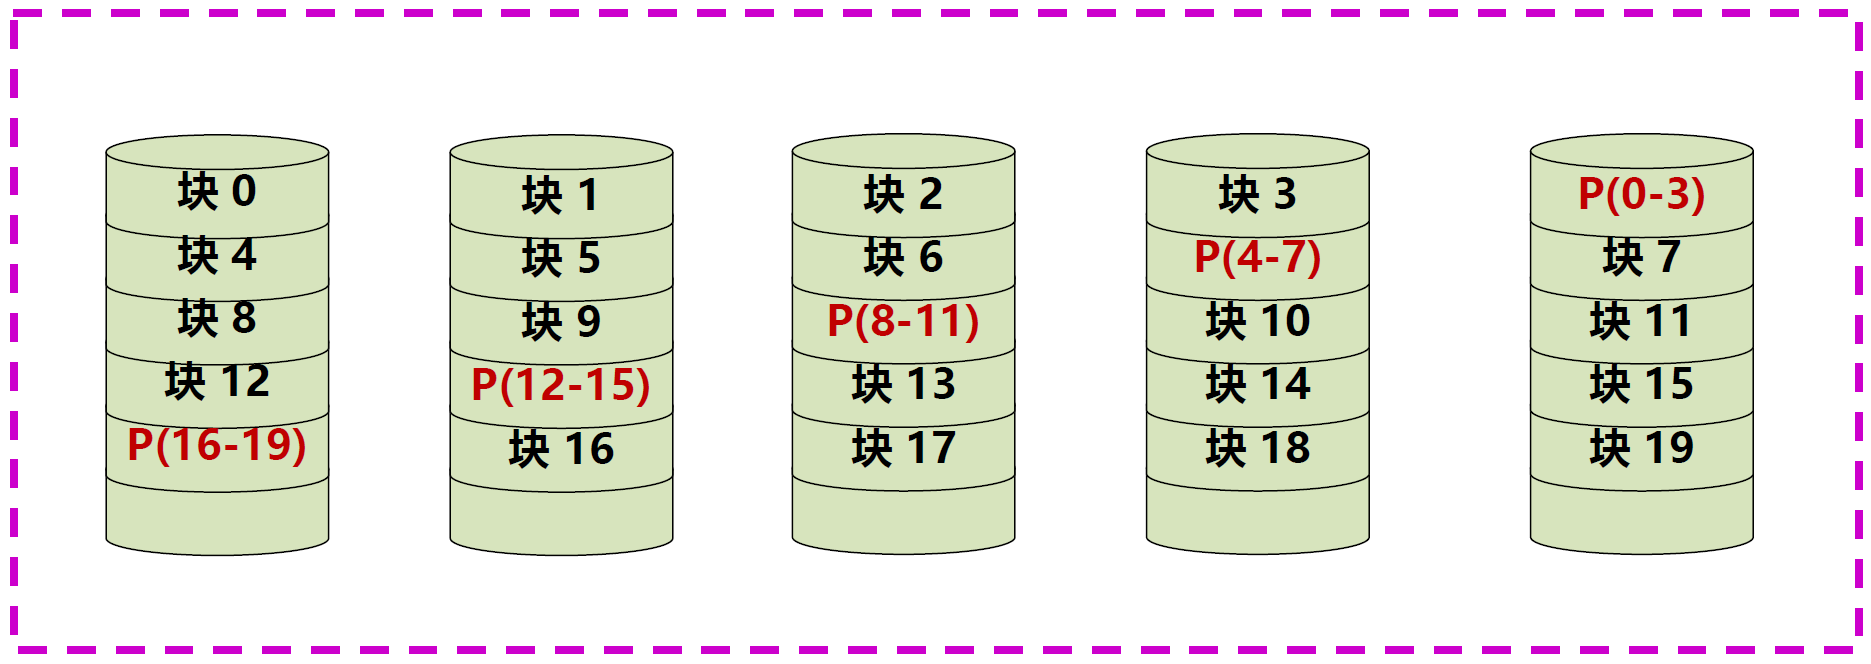 块 0
块 1
块 2
块 3
P(0-3)
块 4
块 5
块 6
P(4-7)
块 7
块 8
块 9
P(8-11)
块 10
块 11
块 12
P(12-15)
块 13
块 14
块 15
P(16-19)
块 16
块 17
块 18
块 19